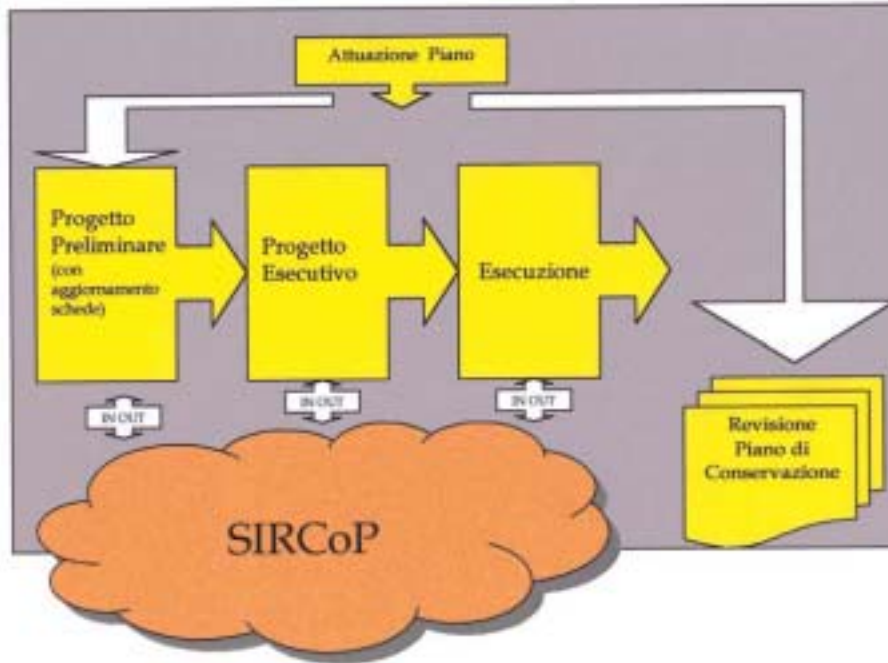 Attuazione Piano
Progetto
Preliminare
(con
aggiornamento
schede)
Progetto
Esecutivo
Esecuzione
IN OUT
IN OUT
IN OUT
Revisione
Piano di
Conservazione
SIRCoP